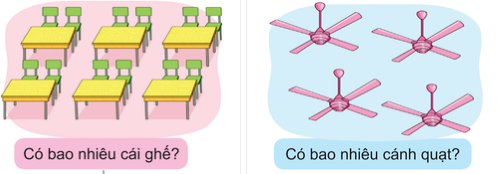 Có bao nhiêu cái ghế?
Có bao nhiêu cánh quạt?